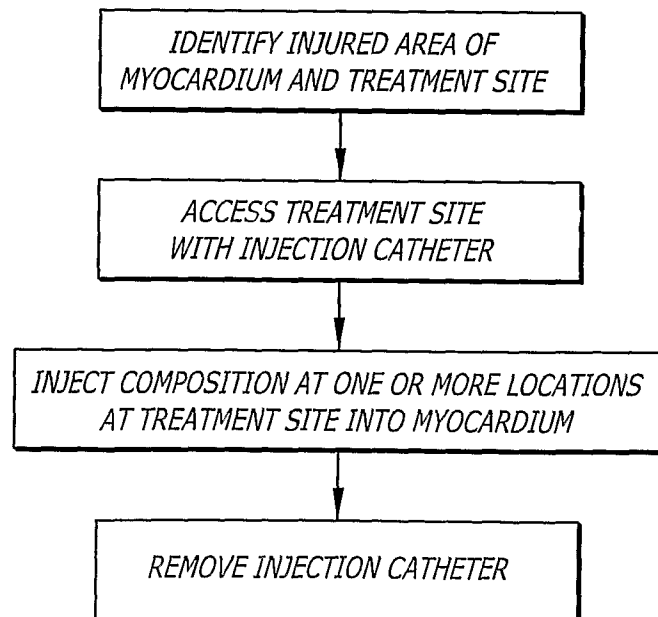 IDENTIFY INJURED AREA OF
MYOCARDIUM AND TREATMENT SITE
ACCESS TREATMENT SITE
WITH INJECTION CATHETER
INJECT COMPOSITION AT ONE OR MORE LOCATIONS
AT TREATMENT SITE INTO MYOCARDIUM
REMOVE INJECTION CATHETER